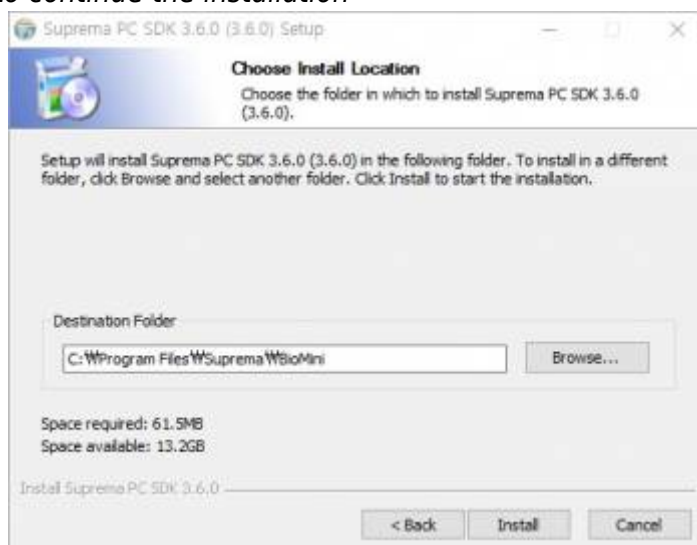 to continue the installation
Suprema PC SDK 3.6.0 (3.6.0) Setup
Choose Install Location
Choose the folder in which to install Suprema PC SDK 3.6.0
(3.6.0).
Setup will install Suprema PC SDK 3.6.0 (3.6.0) in the following folder. To install in a different
folder, click Browse and select another folder. Click Install to start the installation.
Destination Folder
C:₩Program Files₩Suprema₩BioMini
Browse...
Space required: 61.5MB
Space available: 13.2GB
Install Suprema PC SDK 3.6.0
< Back Install Cancel